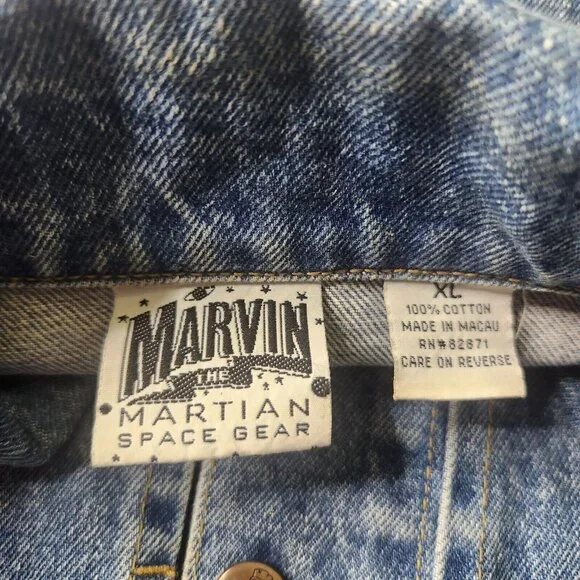 MARVIN
THE
MARTIAN
SPACE GEAR
XL
100% COTTON
MADE IN MACAU
RN#82871
CARE ON REVERSE